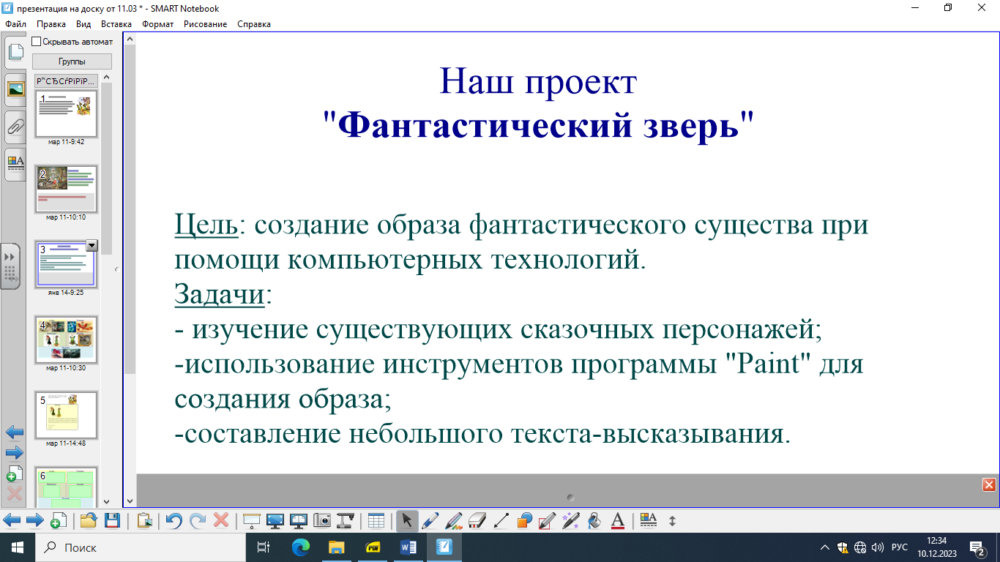 презентация на доску от 11.03 * - SMART Notebook
Файл Правка Вид Вставка Формат Рисование Справка
Скрывать автомат
Группы
Р“СЂСѓРїРїР...
1
мар 11-9:42
2
мар 11-10:10
3
янв 14-9:25
4
мар 11-10:30
5
мар 11-14:48
6
Наш проект
"Фантастический зверь"
Цель: создание образа фантастического существа при
помощи компьютерных технологий.
Задачи:
- изучение существующих сказочных персонажей;
-использование инструментов программы "Paint" для
создания образа;
-составление небольшого текста-высказывания.
Поиск
PDF
РУС
12:34
10.12.2023
2